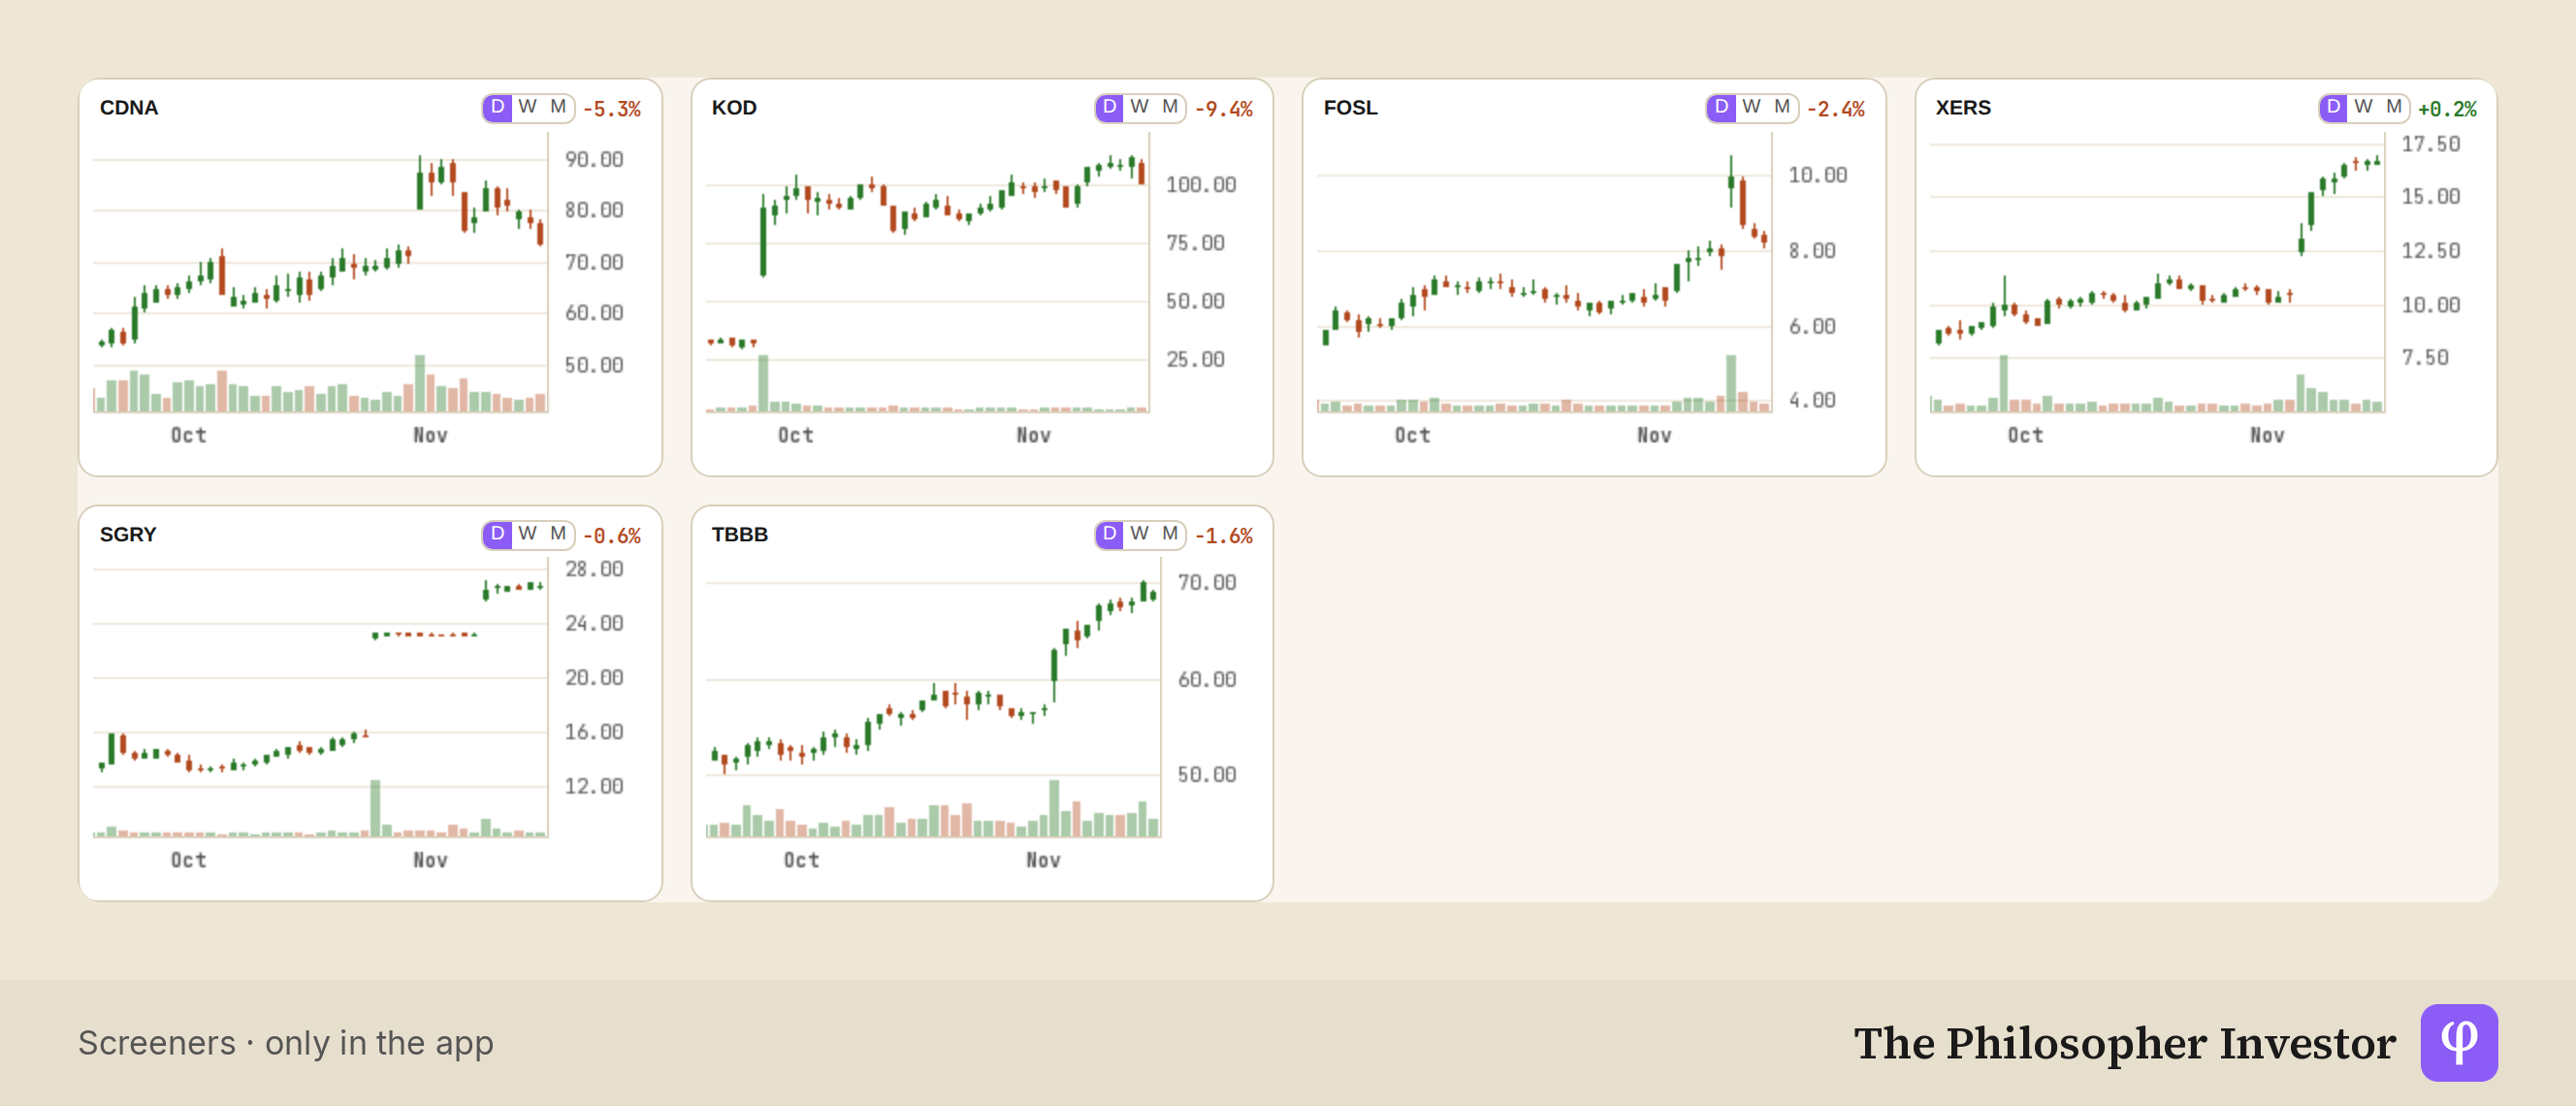 CDNA D W M -5.3%
90.00
80.00
70.00
60.00
50.00
Oct Nov
KOD D W M -9.4%
100.00
75.00
50.00
25.00
Oct Nov
FOSL D W M -2.4%
10.00
8.00
6.00
4.00
Oct Nov
XERS D W M +0.2%
17.50
15.00
12.50
10.00
7.50
Oct Nov
SGRY D W M -0.6%
28.00
24.00
20.00
16.00
12.00
Oct Nov
TBBB D W M -1.6%
70.00
60.00
50.00
Oct Nov
Screeners · only in the app
The Philosopher Investor φ